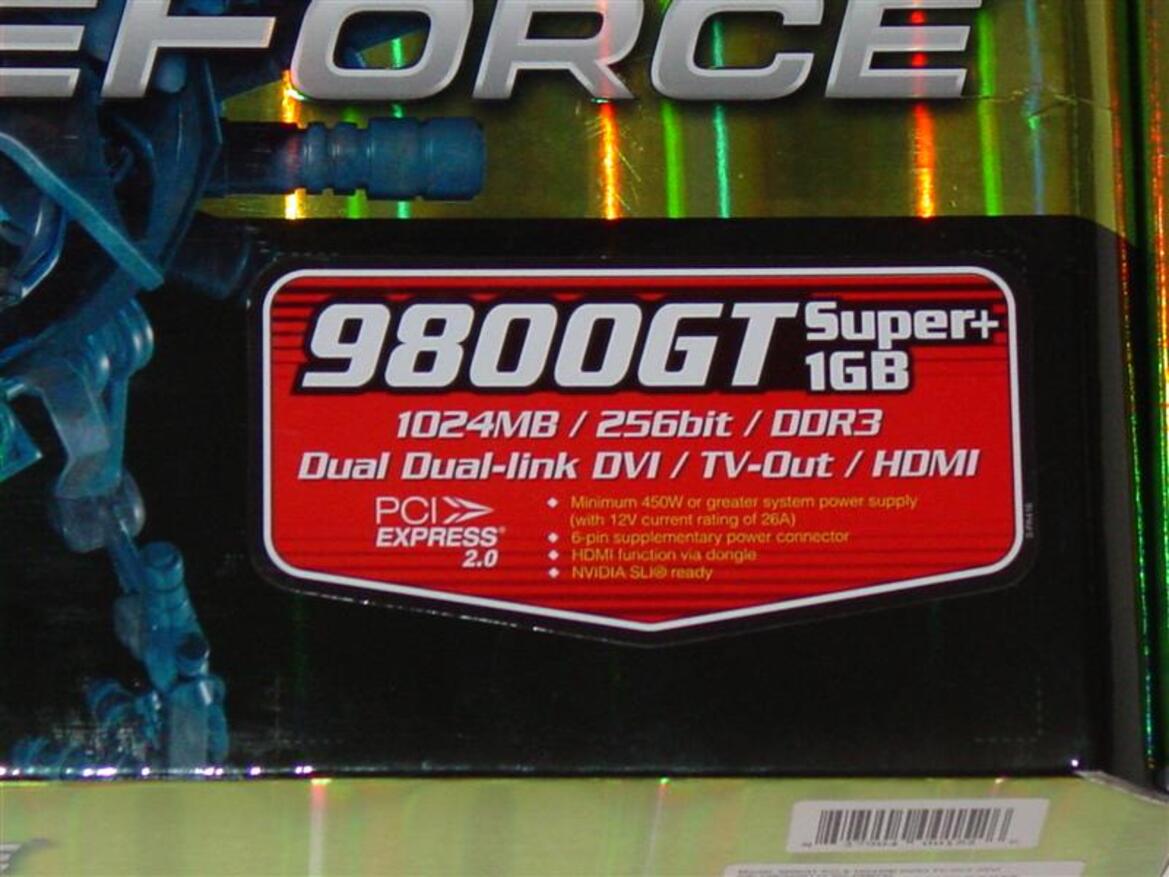 EFORCE
9800GT Super+
1GB
1024MB / 256bit / DDR3
Dual Dual-link DVI / TV-Out / HDMI
PCI
EXPRESS®
2.0
◆ Minimum 450W or greater system power supply
(with 12V current rating of 26A)
◆ 6-pin supplementary power connector
◆ HDMI function via dongle
◆ NVIDIA SLI® ready